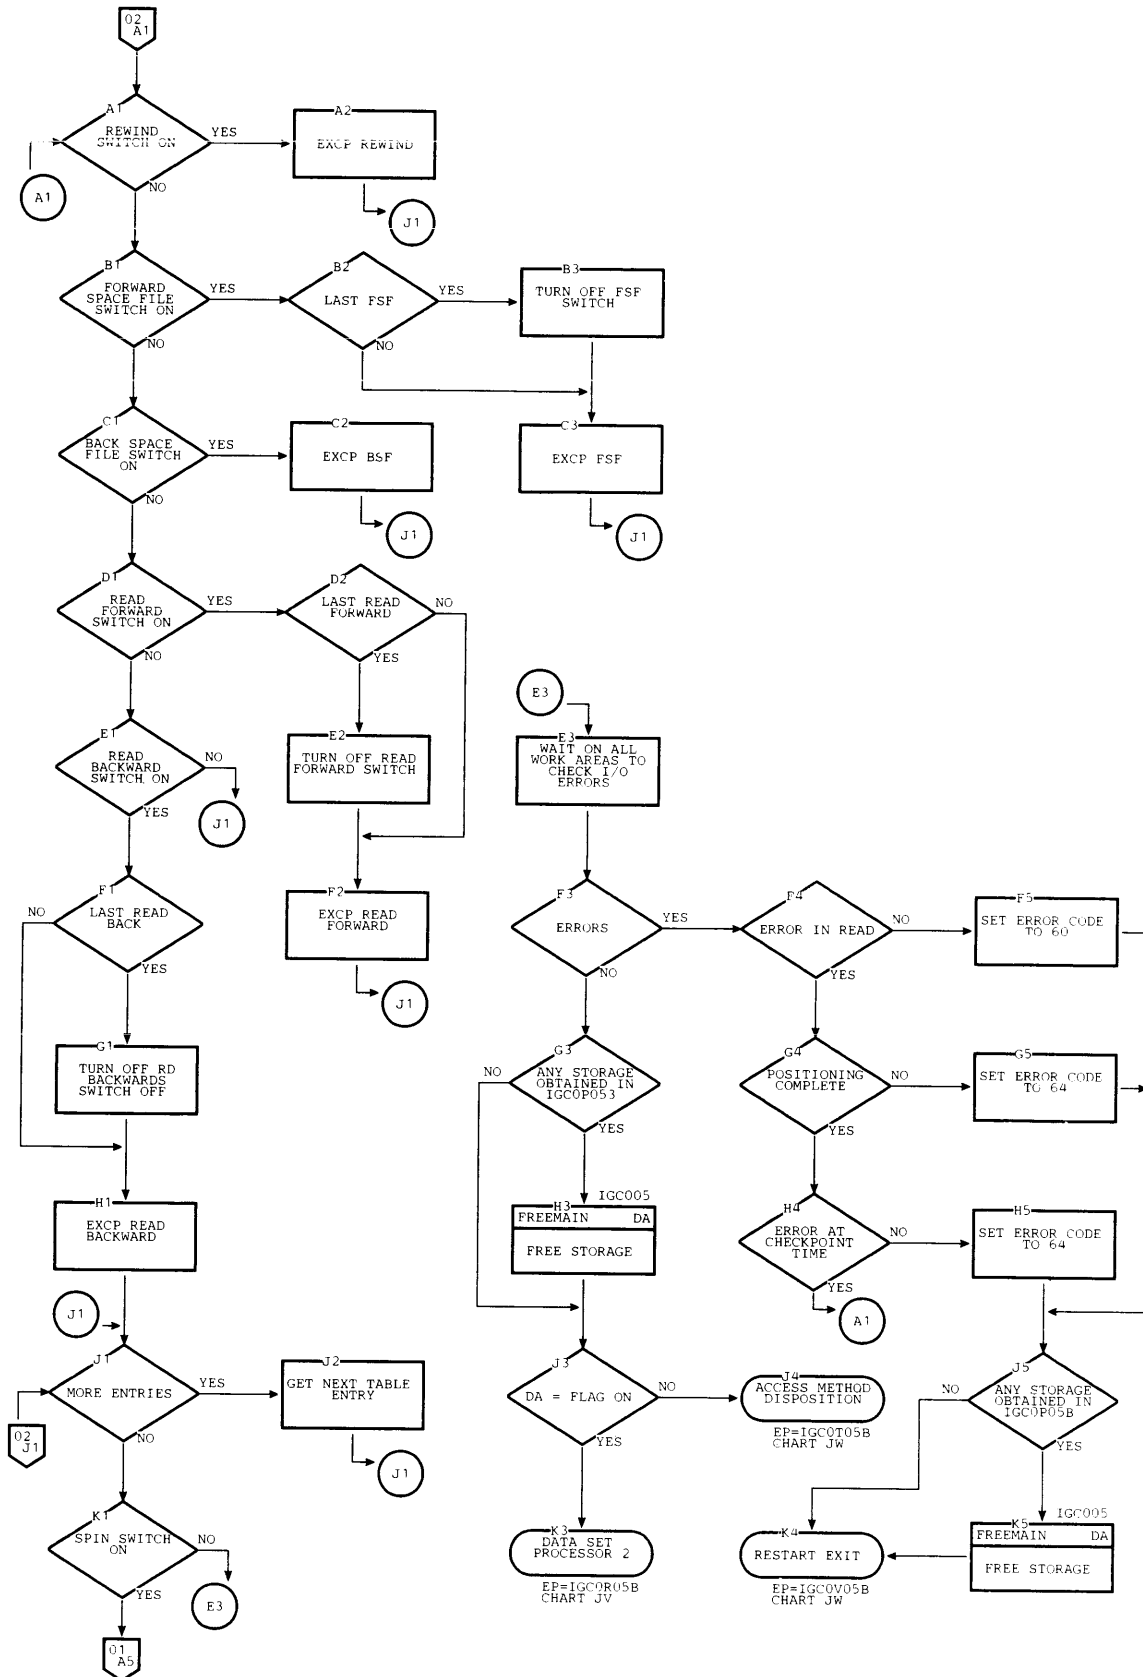 02
A1
A1
REWIND
SWITCH ON
YES
NO
A1
A2
EXCP REWIND
J1
B1
FORWARD
SPACE FILE
SWITCH ON
YES
NO
B2
LAST FSF
YES
NO
B3
TURN OFF FSF
SWITCH
C1
BACK SPACE
FILE SWITCH
ON
YES
NO
C2
EXCP BSF
J1
C3
EXCP FSF
J1
D1
READ
FORWARD
SWITCH ON
YES
NO
D2
LAST READ
FORWARD
NO
YES
E1
READ
BACKWARD
SWITCH ON
NO
YES
J1
E2
TURN OFF READ
FORWARD SWITCH
E3
E3
WAIT ON ALL
WORK AREAS TO
CHECK I/O
ERRORS
F1
LAST READ
BACK
NO
YES
F2
EXCP READ
FORWARD
J1
F3
ERRORS
YES
NO
F4
ERROR IN READ
NO
YES
F5
SET ERROR CODE
TO 60
G1
TURN OFF RD
BACKWARDS
SWITCH OFF
G3
ANY STORAGE
OBTAINED IN
IGC0P053
NO
YES
G4
POSITIONING
COMPLETE
NO
YES
G5
SET ERROR CODE
TO 64
H1
EXCP READ
BACKWARD
H3
IGC005
FREEMAIN DA
FREE STORAGE
H4
ERROR AT
CHECKPOINT
TIME
NO
YES
A1
H5
SET ERROR CODE
TO 64
J1
J1
MORE ENTRIES
YES
NO
02
J1
J2
GET NEXT TABLE
ENTRY
J1
J3
DA = FLAG ON
NO
YES
J4
ACCESS METHOD
DISPOSITION
EP=IGC0T05B
CHART JW
J5
ANY STORAGE
OBTAINED IN
IGC0P05B
NO
YES
K1
SPIN SWITCH
ON
NO
YES
E3
01
A5
K3
DATA SET
PROCESSOR 2
EP=IGC0R05B
CHART JV
K4
RESTART EXIT
EP=IGC0V05B
CHART JW
K5
IGC005
FREEMAIN DA
FREE STORAGE